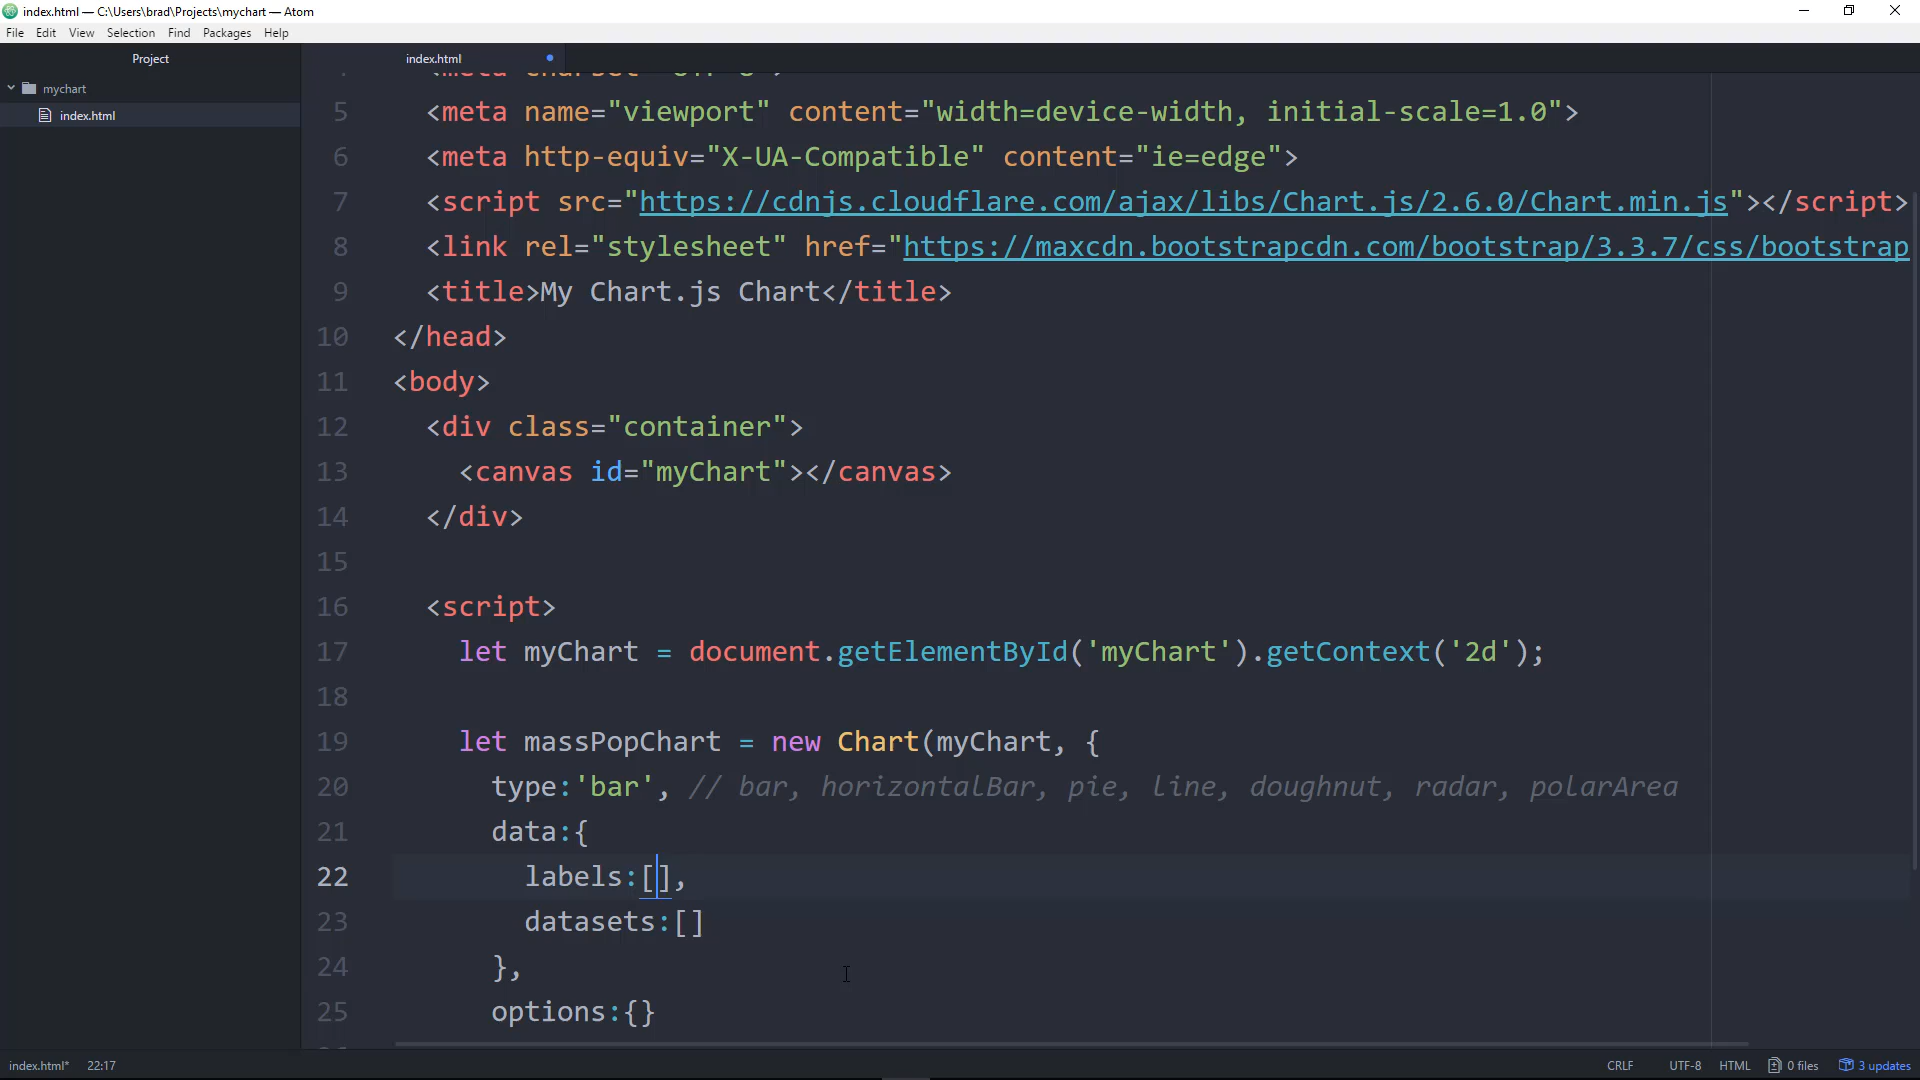 index.html — C:\Users\brad\Projects\mychart — Atom
File Edit View Selection Find Packages Help
Project
index.html
mychart
index.html
5 <meta name="viewport" content="width=device-width, initial-scale=1.0">
6 <meta http-equiv="X-UA-Compatible" content="ie=edge">
7 <script src="https://cdnjs.cloudflare.com/ajax/libs/Chart.js/2.6.0/Chart.min.js"></script>
8 <link rel="stylesheet" href="https://maxcdn.bootstrapcdn.com/bootstrap/3.3.7/css/bootstrap
9 <title>My Chart.js Chart</title>
10 </head>
11 <body>
12 <div class="container">
13 <canvas id="myChart"></canvas>
14 </div>
15
16 <script>
17 let myChart = document.getElementById('myChart').getContext('2d');
18
19 let massPopChart = new Chart(myChart, {
20 type:'bar', // bar, horizontalBar, pie, line, doughnut, radar, polarArea
21 data:{
22 labels:[],
23 datasets:[]
24 },
25 options:{}
index.html* 22:17 CRLF UTF-8 HTML 0 files 3 updates